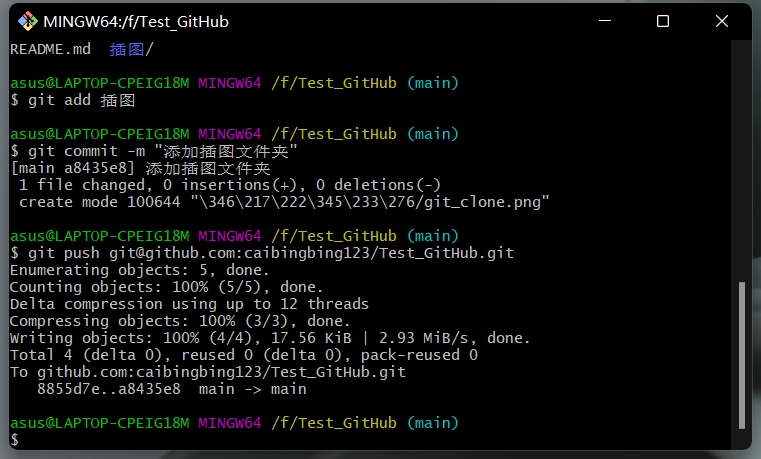 MINGW64:/f/Test_GitHub
README.md  插图/
asus@LAPTOP-CPEIG18M MINGW64 /f/Test_GitHub (main)
$ git add 插图
asus@LAPTOP-CPEIG18M MINGW64 /f/Test_GitHub (main)
$ git commit -m "添加插图文件夹"
[main a8435e8] 添加插图文件夹
 1 file changed, 0 insertions(+), 0 deletions(-)
 create mode 100644 "\346\217\222\345\233\276/git_clone.png"
asus@LAPTOP-CPEIG18M MINGW64 /f/Test_GitHub (main)
$ git push git@github.com:caibingbing123/Test_GitHub.git
Enumerating objects: 5, done.
Counting objects: 100% (5/5), done.
Delta compression using up to 12 threads
Compressing objects: 100% (3/3), done.
Writing objects: 100% (4/4), 17.56 KiB | 2.93 MiB/s, done.
Total 4 (delta 0), reused 0 (delta 0), pack-reused 0
To github.com:caibingbing123/Test_GitHub.git
   8855d7e..a8435e8  main -> main
asus@LAPTOP-CPEIG18M MINGW64 /f/Test_GitHub (main)
$